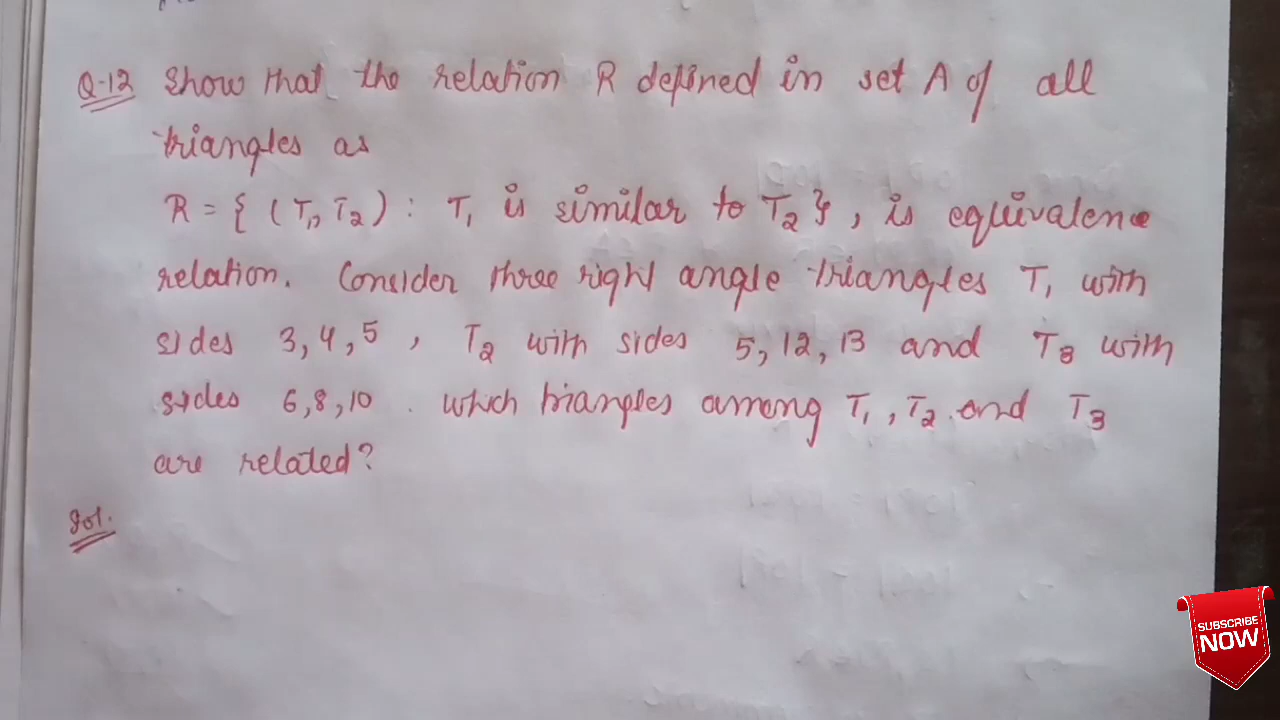 Q-12 Show that the relation R defined in set A of all
triangles as
R = { (T1, T2) : T1 is similar to T2 }, is equivalence
relation. Consider three right angle triangles T1 with
sides 3,4,5 , T2 with sides 5,12,13 and T3 with
sides 6,8,10 . which triangles among T1, T2 and T3
are related?
Sol.
SUBSCRIBE
NOW